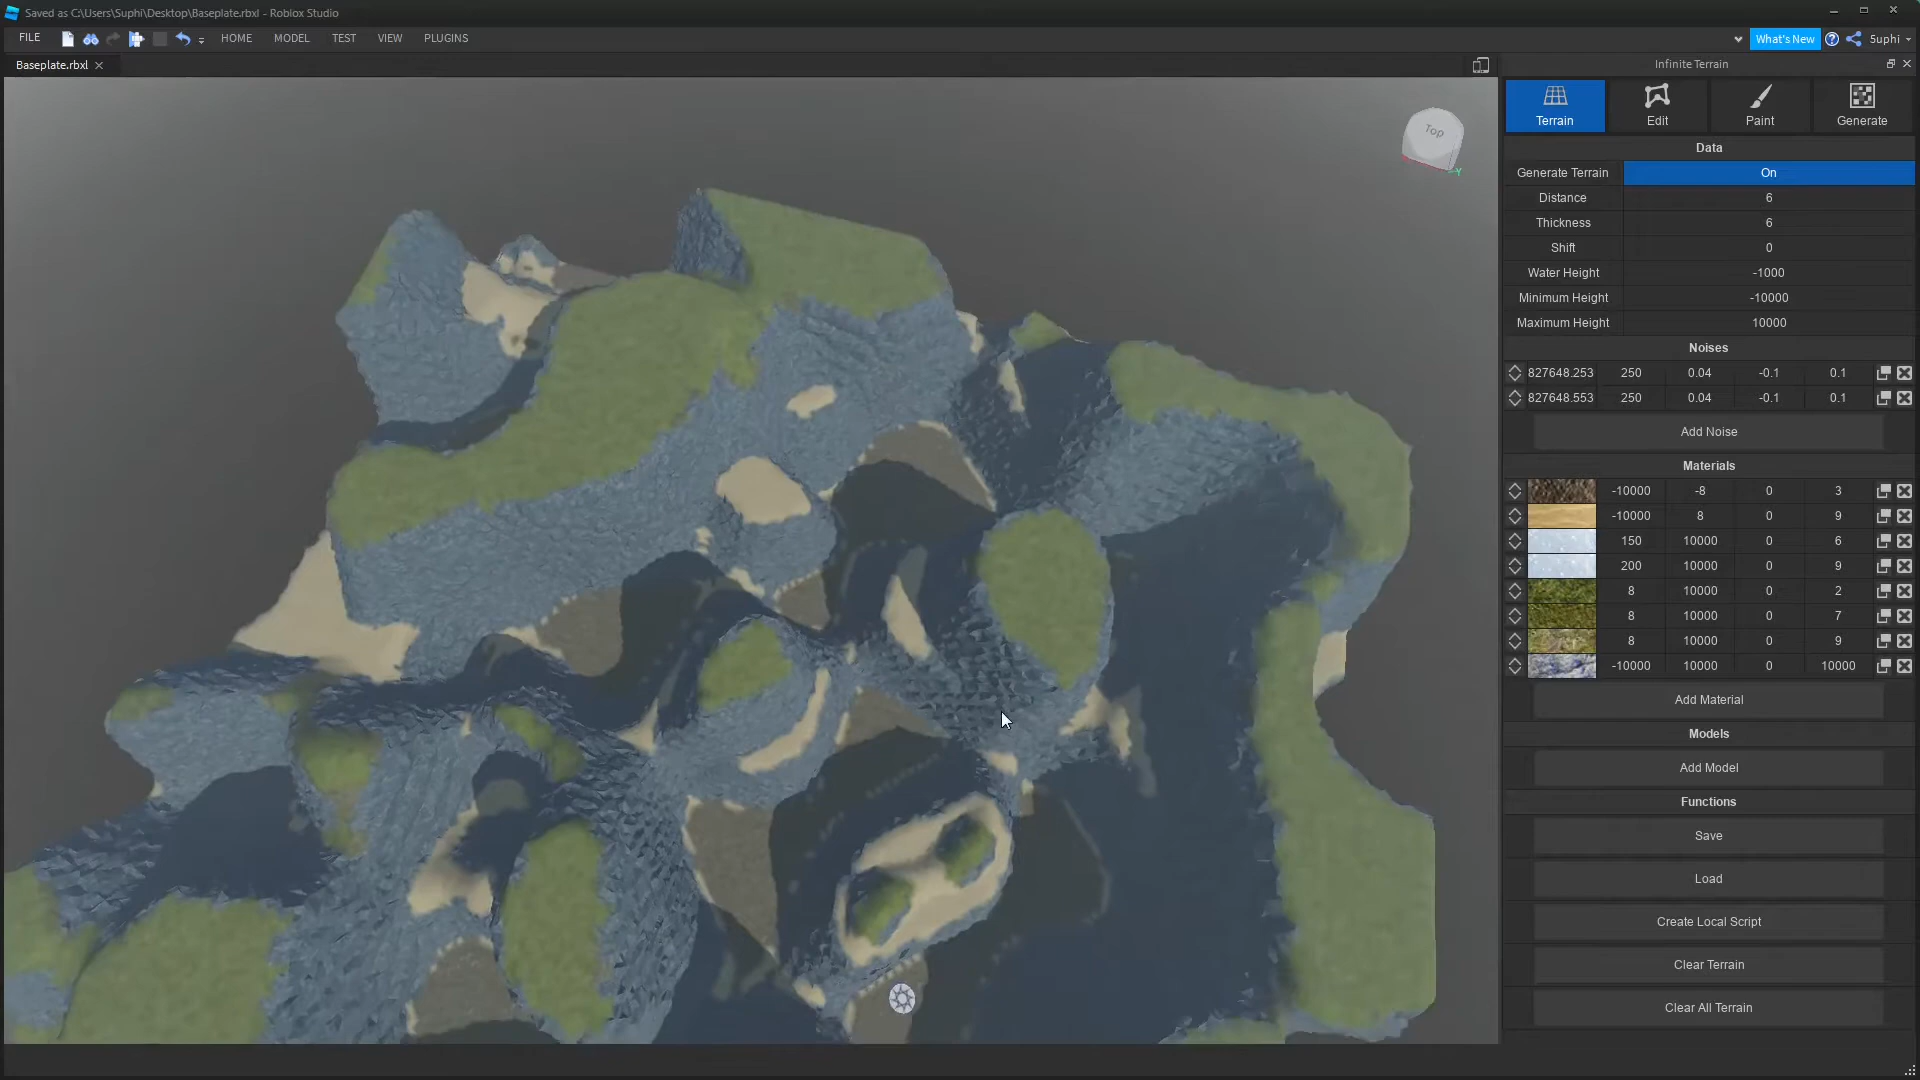 Saved as C:\Users\Suphi\Desktop\Baseplate.rbxl - Roblox Studio
FILE HOME MODEL TEST VIEW PLUGINS What's New 5uphi
Baseplate.rbxl
Infinite Terrain
Top
Y
Terrain Edit Paint Generate
Data
Generate Terrain On
Distance 6
Thickness 6
Shift 0
Water Height -1000
Minimum Height -10000
Maximum Height 10000
Noises
827648.253 250 0.04 -0.1 0.1
827648.553 250 0.04 -0.1 0.1
Add Noise
Materials
-10000 -8 0 3
-10000 8 0 9
150 10000 0 6
200 10000 0 9
8 10000 0 2
8 10000 0 7
8 10000 0 9
-10000 10000 0 10000
Add Material
Models
Add Model
Functions
Save
Load
Create Local Script
Clear Terrain
Clear All Terrain